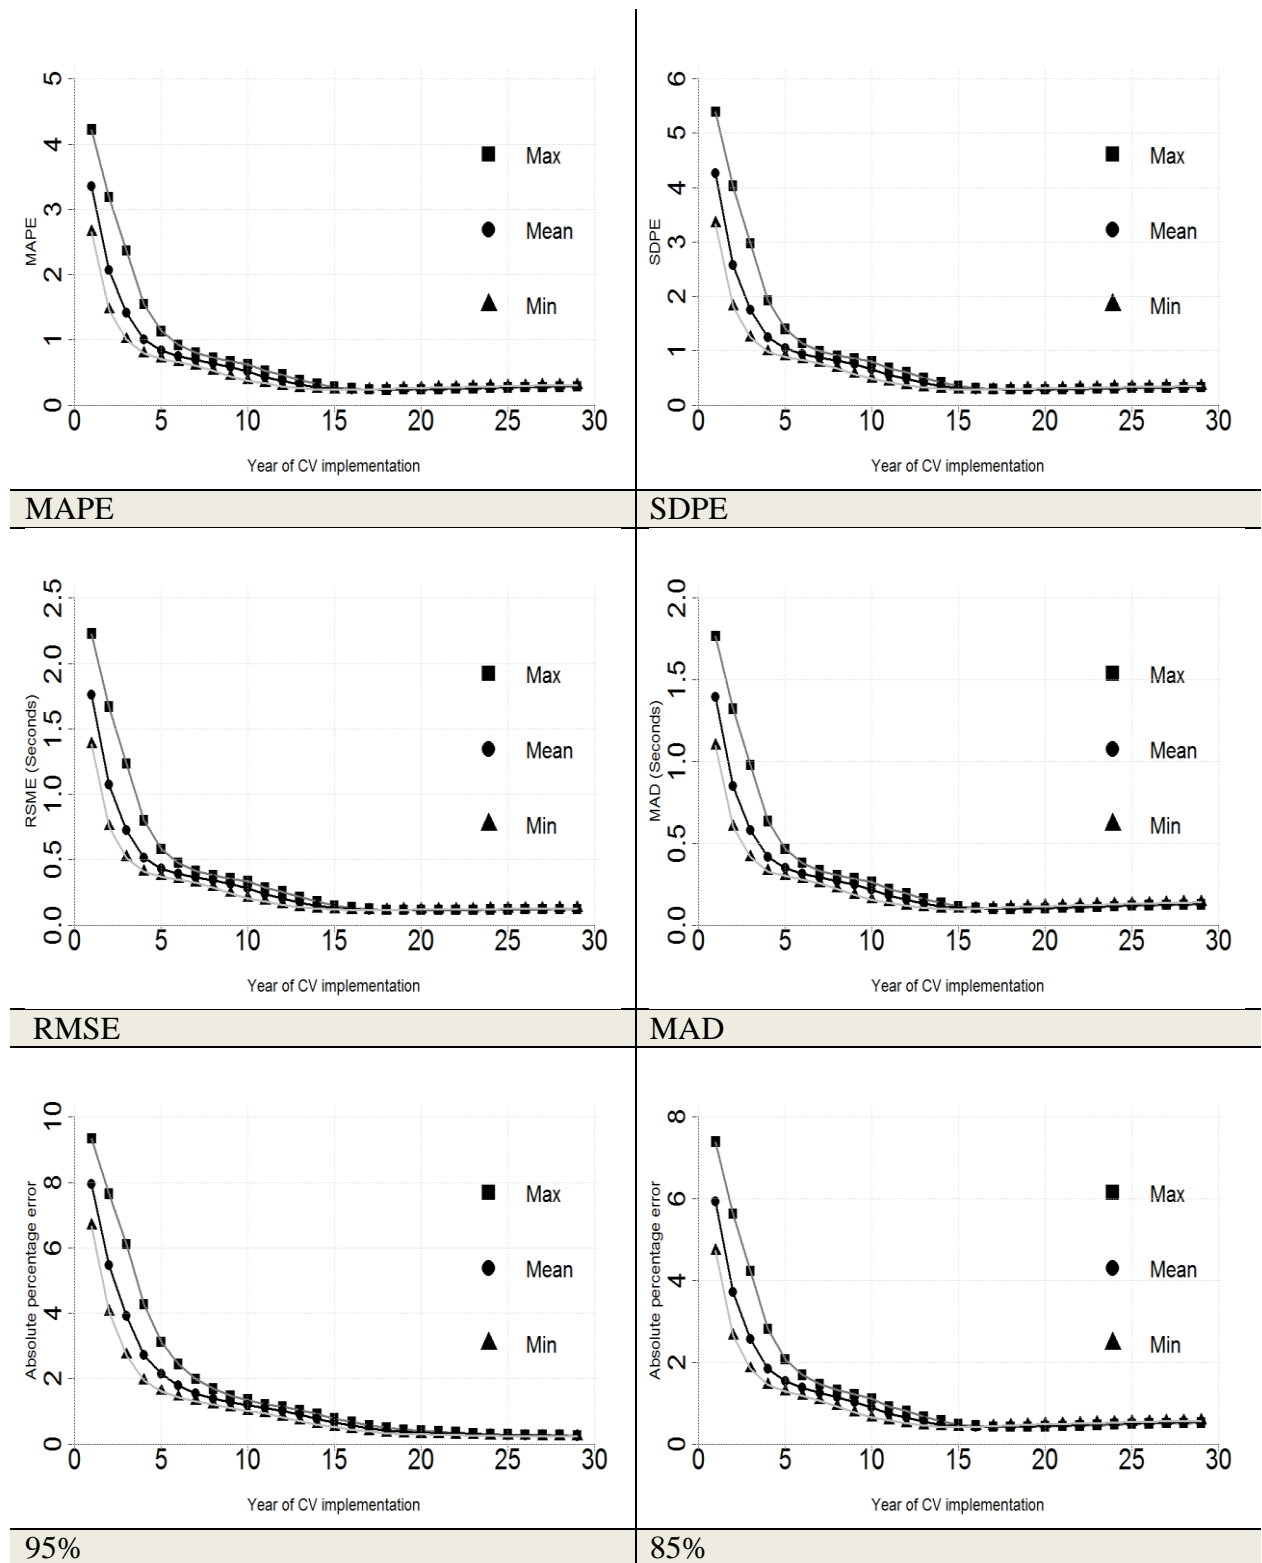 5
4
3
2
1
0
MAPE
Max
Mean
Min
0 5 10 15 20 25 30
Year of CV implementation
6
5
4
3
2
1
0
SDPE
Max
Mean
Min
0 5 10 15 20 25 30
Year of CV implementation
MAPE
SDPE
2.5
2.0
1.5
1.0
0.5
0.0
RSME (Seconds)
Max
Mean
Min
0 5 10 15 20 25 30
Year of CV implementation
2.0
1.5
1.0
0.5
0.0
MAD (Seconds)
Max
Mean
Min
0 5 10 15 20 25 30
Year of CV implementation
RMSE
MAD
10
8
6
4
2
0
Absolute percentage error
Max
Mean
Min
0 5 10 15 20 25 30
Year of CV implementation
8
6
4
2
0
Absolute percentage error
Max
Mean
Min
0 5 10 15 20 25 30
Year of CV implementation
95%
85%